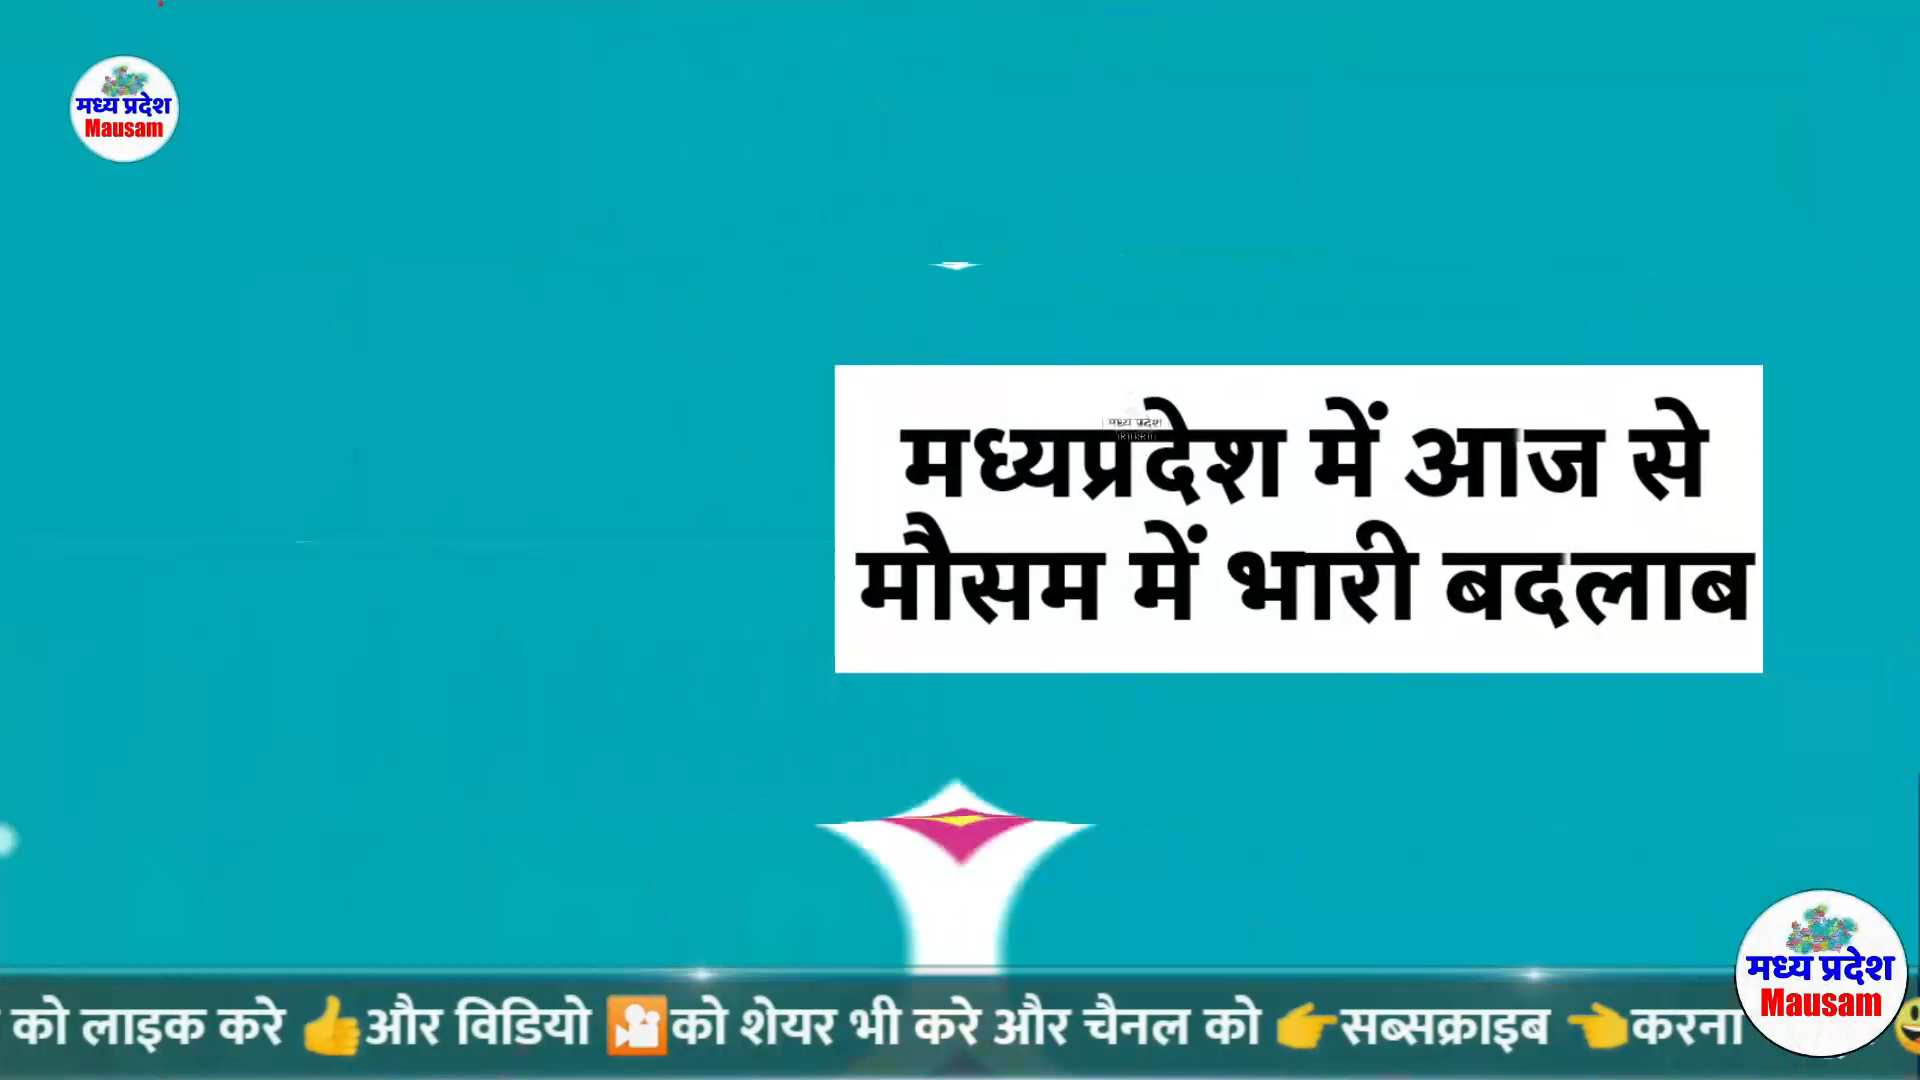 मध्य प्रदेश
Mausam
मध्यप्रदेश में आज से
मौसम में भारी बदलाब
को लाइक करे 👍और विडियो 🎦को शेयर भी करे और चैनल को 👉सब्सक्राइब 👈करना
मध्य प्रदेश
Mausam